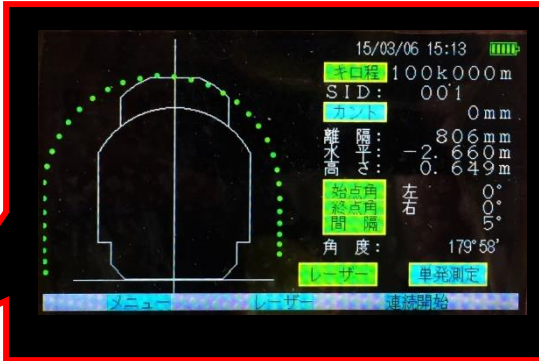 15/03/06 15:13
キロ程 100k000m
SID: 001
カント 0mm
離 隔: 806mm
水 平: -2.660m
高 さ: 0.649m
始点角 左 0°
終点角 右 0°
間 隔 5°
角 度: 179°58'
レーザー 単発測定
メニュー レーザー 連続開始